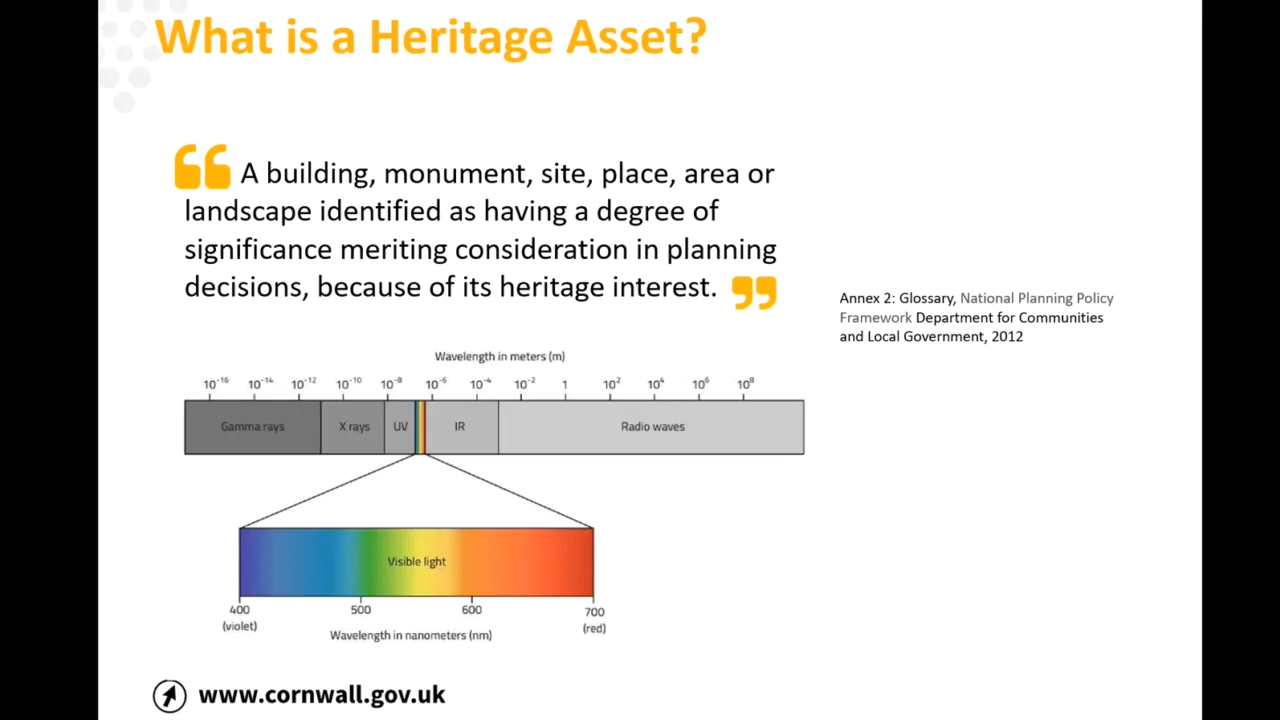 What is a Heritage Asset?
“ A building, monument, site, place, area or
landscape identified as having a degree of
significance meriting consideration in planning
decisions, because of its heritage interest. ”
Annex 2: Glossary, National Planning Policy
Framework Department for Communities
and Local Government, 2012
Wavelength in meters (m)
10⁻¹⁶ 10⁻¹⁴ 10⁻¹² 10⁻¹⁰ 10⁻⁸ 10⁻⁶ 10⁻⁴ 10⁻² 1 10² 10⁴ 10⁶ 10⁸
Gamma rays X rays UV IR Radio waves
Visible light
400 500 600 700
(violet) (red)
Wavelength in nanometers (nm)
www.cornwall.gov.uk